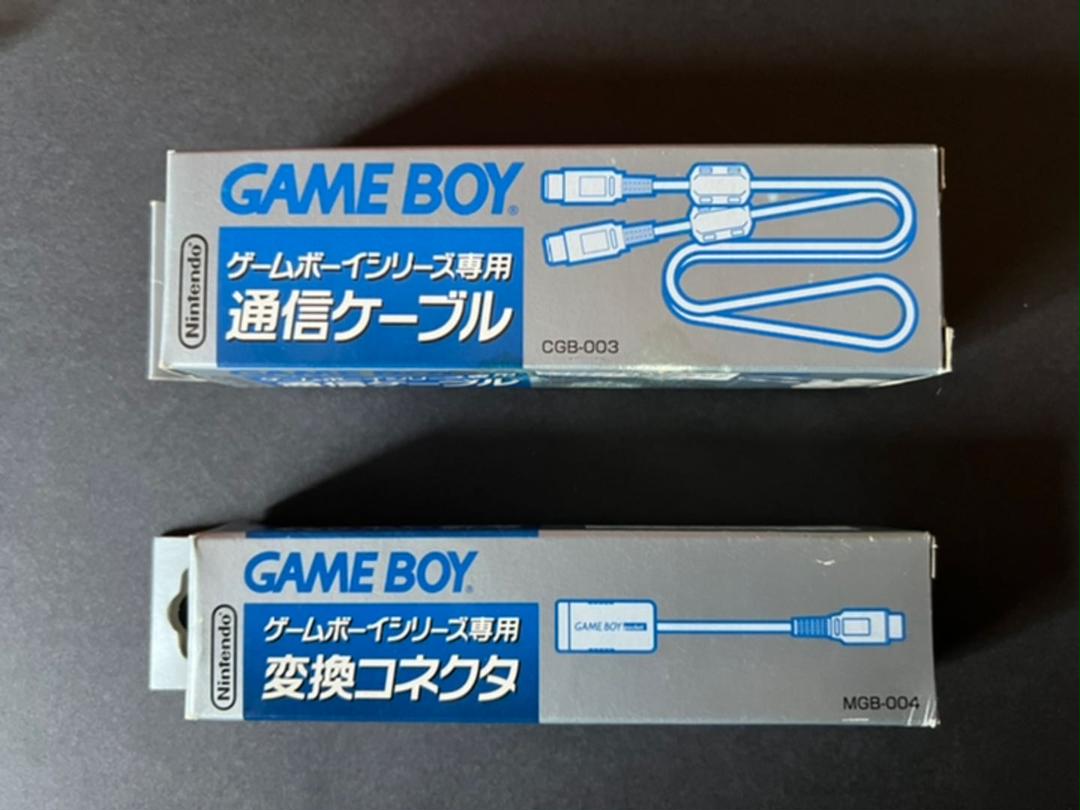 GAME BOY®
Nintendo®
ゲームボーイシリーズ専用
通信ケーブル
CGB-003
GAME BOY®
Nintendo®
ゲームボーイシリーズ専用
変換コネクタ
GAME BOY pocket
MGB-004